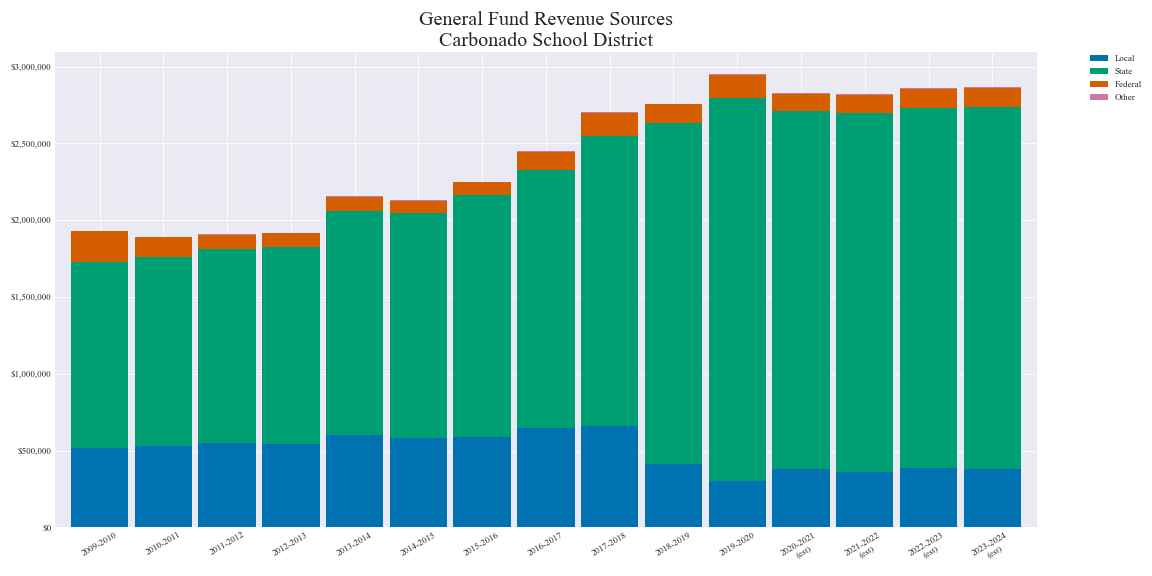 General Fund Revenue Sources
Carbonado School District
Local
State
Federal
Other
$3,000,000
$2,500,000
$2,000,000
$1,500,000
$1,000,000
$500,000
$0
2009-2010
2010-2011
2011-2012
2012-2013
2013-2014
2014-2015
2015-2016
2016-2017
2017-2018
2018-2019
2019-2020
2020-2021
(est)
2021-2022
(est)
2022-2023
(est)
2023-2024
(est)